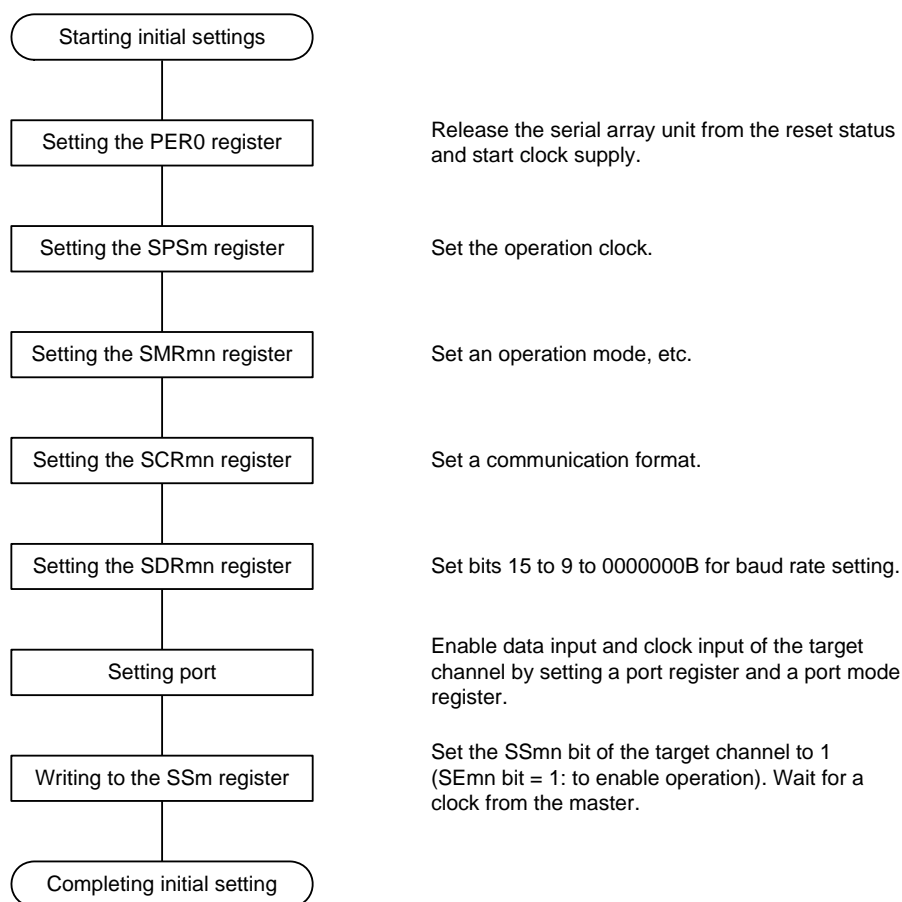 Starting initial settings
Setting the PER0 register
Release the serial array unit from the reset status
and start clock supply.
Setting the SPSm register
Set the operation clock.
Setting the SMRmn register
Set an operation mode, etc.
Setting the SCRmn register
Set a communication format.
Setting the SDRmn register
Set bits 15 to 9 to 0000000B for baud rate setting.
Setting port
Enable data input and clock input of the target
channel by setting a port register and a port mode
register.
Writing to the SSm register
Set the SSmn bit of the target channel to 1
(SEmn bit = 1: to enable operation). Wait for a
clock from the master.
Completing initial setting